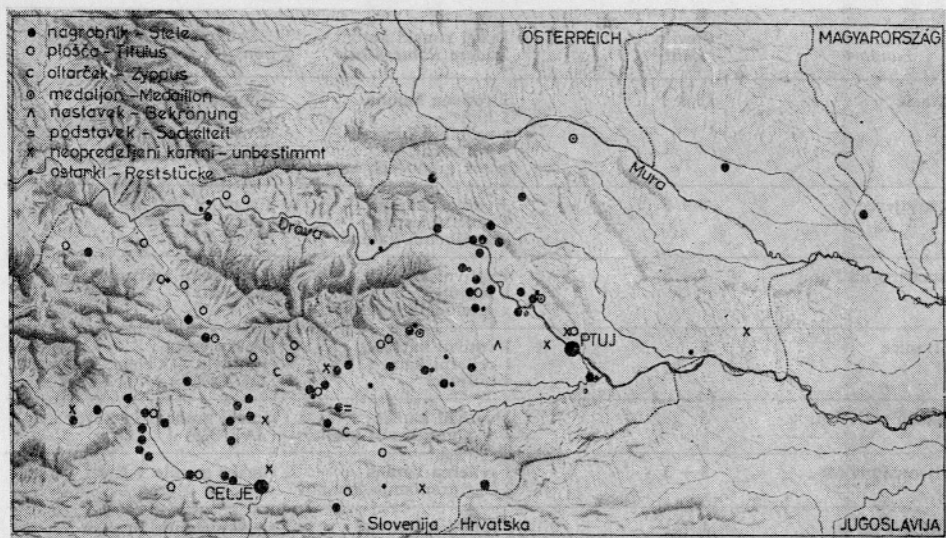 ● nagrobnik – Stele
○ plošča – Titulus
c oltarček – Zyppus
⊙ medaljon – Medaillon
ʌ nastavek – Bekrönung
= podstavek – Sockelteil
x neopredeljeni kamni – unbestimmt
• ostanki – Reststücke
ÖSTERREICH
MAGYARORSZÁG
Mura
Drava
PTUJ
CELJE
Slovenija
Hrvatska
JUGOSLAVIJA